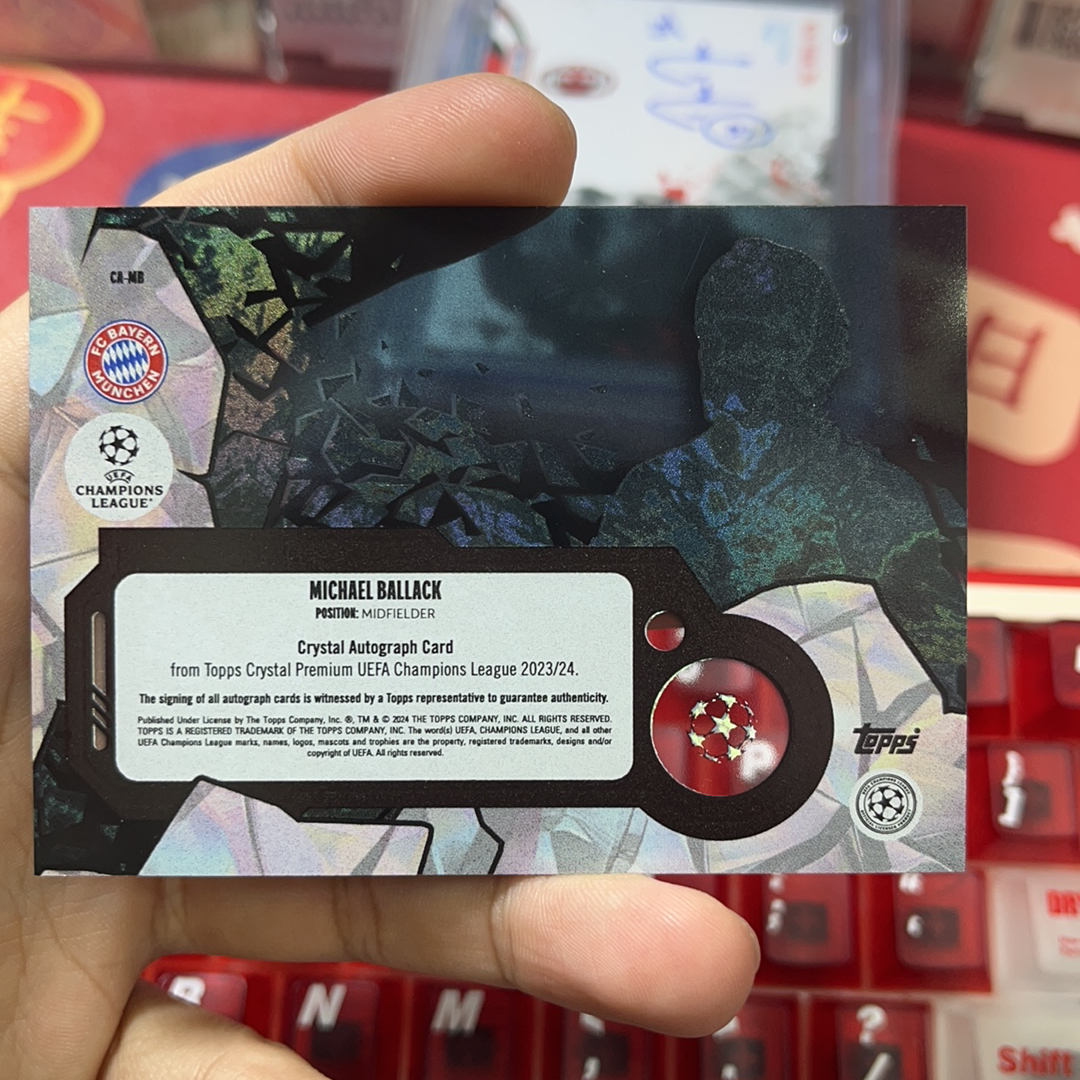 CA-MB
FC BAYERN
MÜNCHEN
UEFA
CHAMPIONS
LEAGUE®
MICHAEL BALLACK
POSITION: MIDFIELDER
Crystal Autograph Card
from Topps Crystal Premium UEFA Champions League 2023/24.
The signing of all autograph cards is witnessed by a Topps representative to guarantee authenticity.
Published Under License by The Topps Company, Inc. ®, TM & © 2024 THE TOPPS COMPANY, INC. ALL RIGHTS RESERVED.
TOPPS IS A REGISTERED TRADEMARK OF THE TOPPS COMPANY, INC. The word(s) UEFA, CHAMPIONS LEAGUE, and all other
UEFA Champions League marks, names, logos, mascots and trophies are the property, registered trademarks, designs and/or
copyright of UEFA. All rights reserved.
Topps
B
N
M
,
?
/
Shift